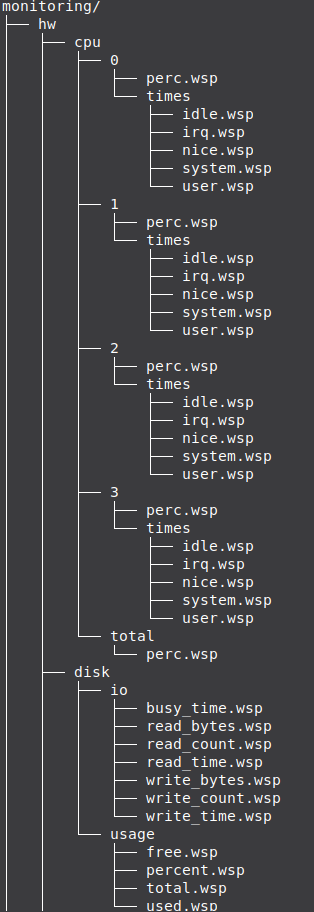 monitoring/
├── hw
│   ├── cpu
│   │   ├── 0
│   │   │   ├── perc.wsp
│   │   │   └── times
│   │   │       ├── idle.wsp
│   │   │       ├── irq.wsp
│   │   │       ├── nice.wsp
│   │   │       ├── system.wsp
│   │   │       └── user.wsp
│   │   ├── 1
│   │   │   ├── perc.wsp
│   │   │   └── times
│   │   │       ├── idle.wsp
│   │   │       ├── irq.wsp
│   │   │       ├── nice.wsp
│   │   │       ├── system.wsp
│   │   │       └── user.wsp
│   │   ├── 2
│   │   │   ├── perc.wsp
│   │   │   └── times
│   │   │       ├── idle.wsp
│   │   │       ├── irq.wsp
│   │   │       ├── nice.wsp
│   │   │       ├── system.wsp
│   │   │       └── user.wsp
│   │   ├── 3
│   │   │   ├── perc.wsp
│   │   │   └── times
│   │   │       ├── idle.wsp
│   │   │       ├── irq.wsp
│   │   │       ├── nice.wsp
│   │   │       ├── system.wsp
│   │   │       └── user.wsp
│   │   └── total
│   │       └── perc.wsp
│   ├── disk
│   │   ├── io
│   │   │   ├── busy_time.wsp
│   │   │   ├── read_bytes.wsp
│   │   │   ├── read_count.wsp
│   │   │   ├── read_time.wsp
│   │   │   ├── write_bytes.wsp
│   │   │   ├── write_count.wsp
│   │   │   └── write_time.wsp
│   │   └── usage
│   │       ├── free.wsp
│   │       ├── percent.wsp
│   │       ├── total.wsp
│   │       └── used.wsp